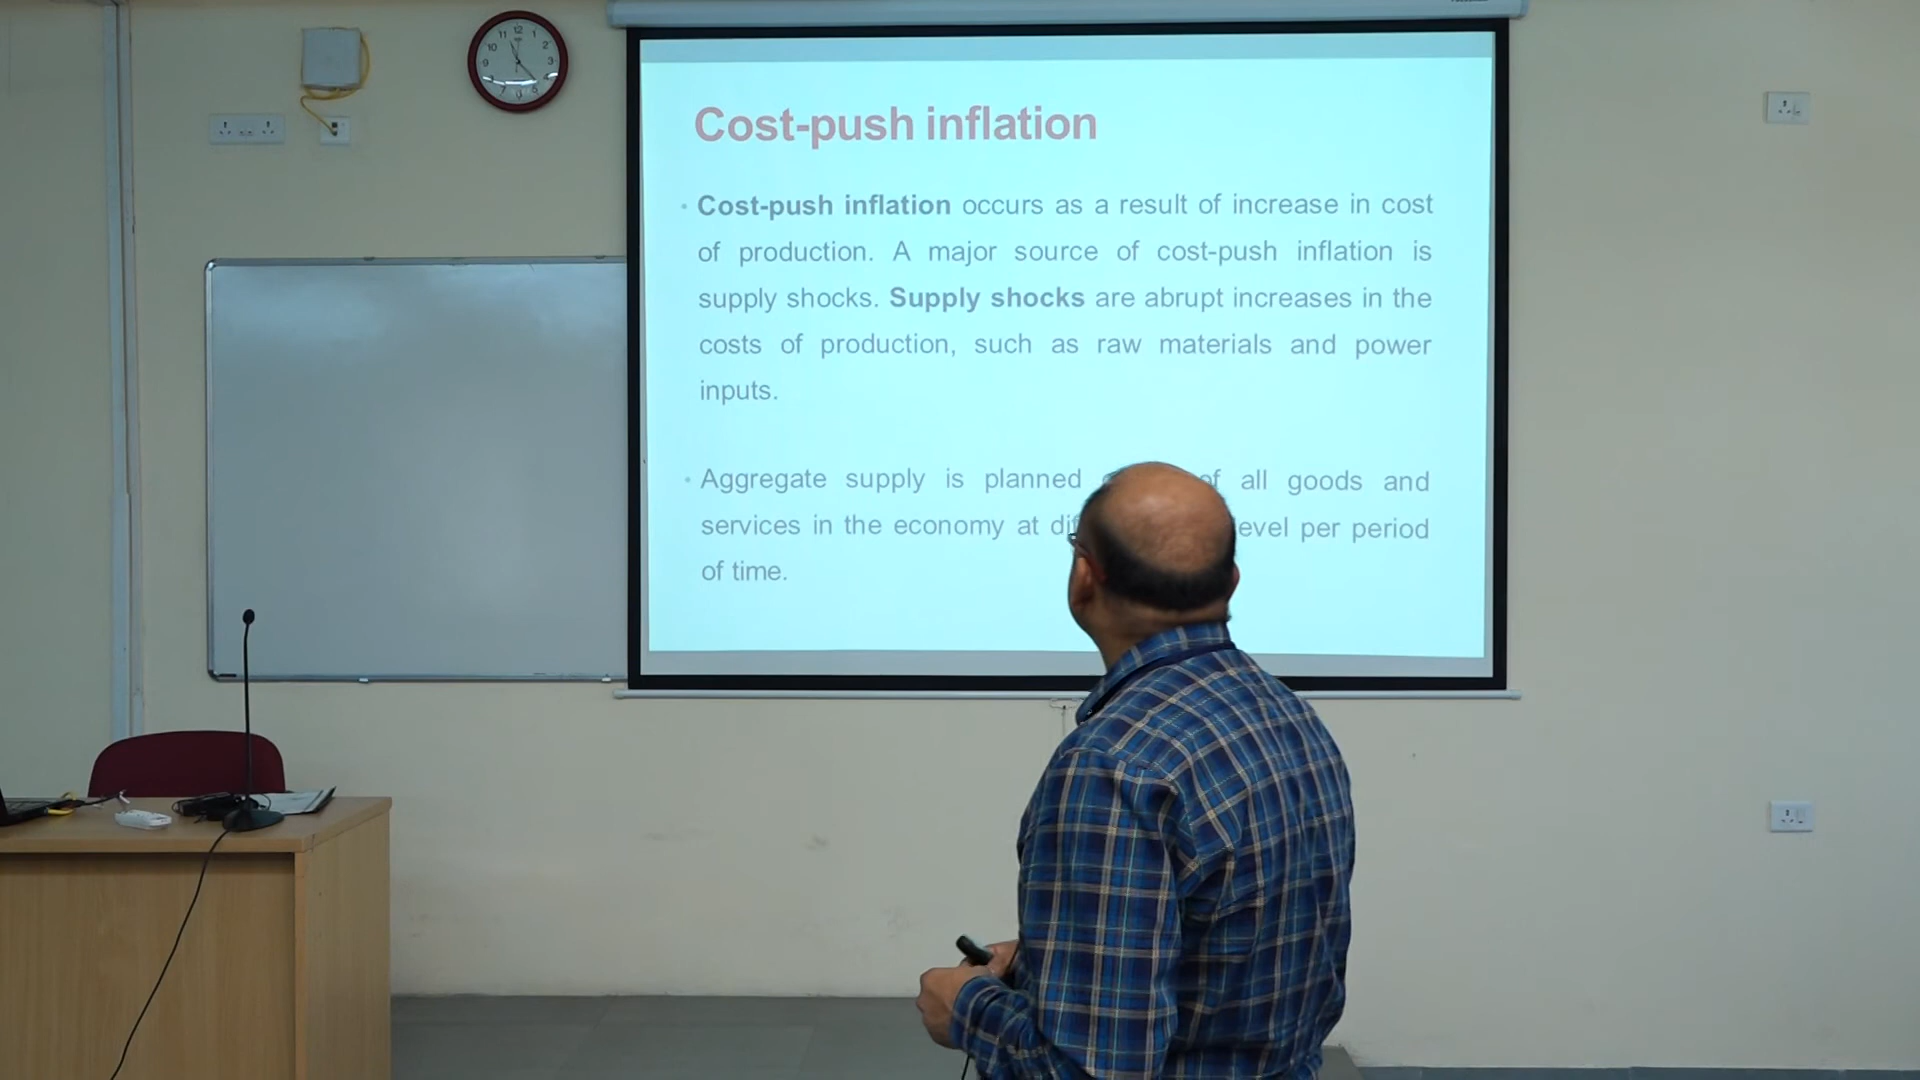 Cost-push inflation
• Cost-push inflation occurs as a result of increase in cost
of production. A major source of cost-push inflation is
supply shocks. Supply shocks are abrupt increases in the
costs of production, such as raw materials and power
inputs.
• Aggregate supply is planned of all goods and
services in the economy at level per period
of time.